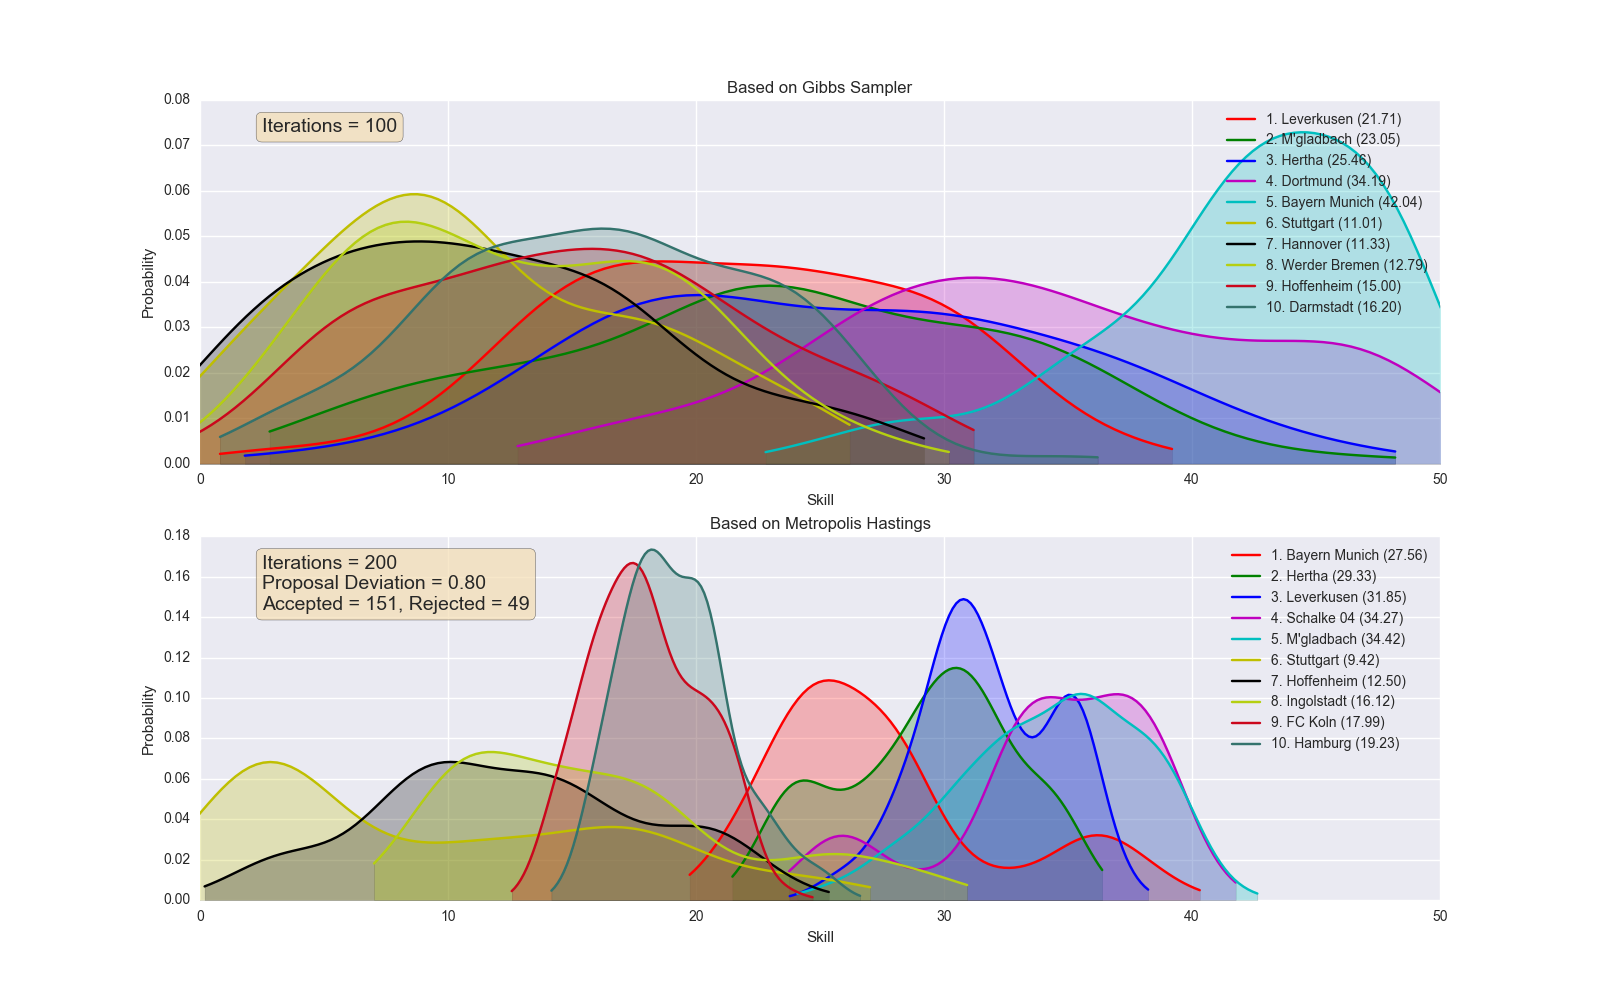 Based on Gibbs Sampler
0.08
0.07
0.06
0.05
0.04
0.03
0.02
0.01
0.00
Probability
Iterations = 100
1. Leverkusen (21.71)
2. M'gladbach (23.05)
3. Hertha (25.46)
4. Dortmund (34.19)
5. Bayern Munich (42.04)
6. Stuttgart (11.01)
7. Hannover (11.33)
8. Werder Bremen (12.79)
9. Hoffenheim (15.00)
10. Darmstadt (16.20)
0 10 20 30 40 50
Skill
Based on Metropolis Hastings
0.18
0.16
0.14
0.12
0.10
0.08
0.06
0.04
0.02
0.00
Probability
Iterations = 200
Proposal Deviation = 0.80
Accepted = 151, Rejected = 49
1. Bayern Munich (27.56)
2. Hertha (29.33)
3. Leverkusen (31.85)
4. Schalke 04 (34.27)
5. M'gladbach (34.42)
6. Stuttgart (9.42)
7. Hoffenheim (12.50)
8. Ingolstadt (16.12)
9. FC Koln (17.99)
10. Hamburg (19.23)
0 10 20 30 40 50
Skill